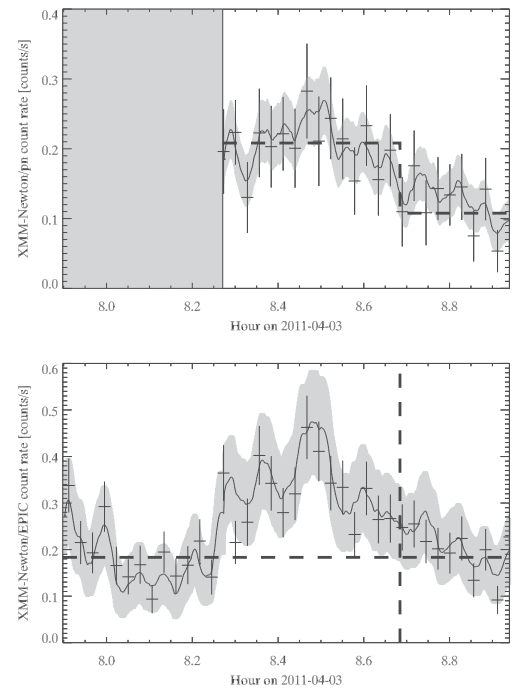 0.4
0.3
0.2
0.1
0.0
XMM-Newton/pn count rate [counts/s]
8.0 8.2 8.4 8.6 8.8
Hour on 2011-04-03
0.6
0.5
0.4
0.3
0.2
0.1
0.0
XMM-Newton/EPIC count rate [counts/s]
8.0 8.2 8.4 8.6 8.8
Hour on 2011-04-03